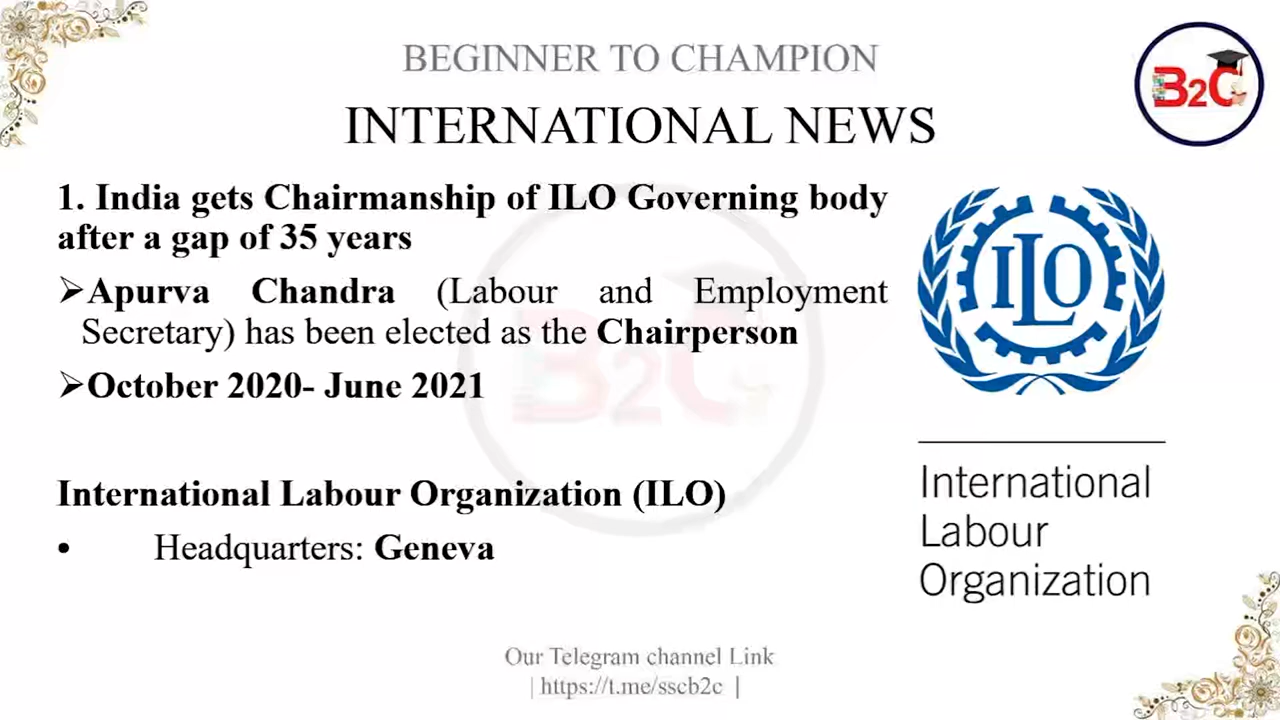 BEGINNER TO CHAMPION
B2C
INTERNATIONAL NEWS
1. India gets Chairmanship of ILO Governing body
after a gap of 35 years
➢Apurva Chandra (Labour and Employment
Secretary) has been elected as the Chairperson
➢October 2020- June 2021
B2C
International Labour Organization (ILO)
• Headquarters: Geneva
ILO
International
Labour
Organization
Our Telegram channel Link
| https://t.me/sscb2c |